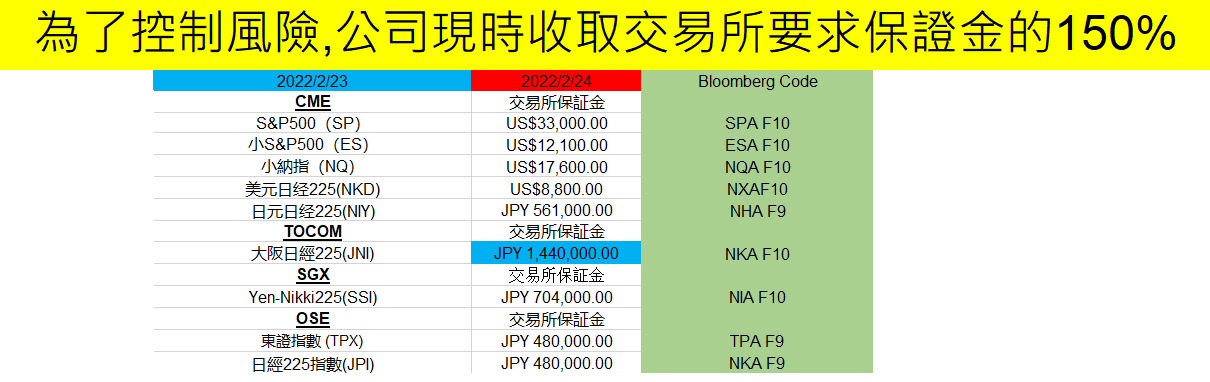 為了控制風險,公司現時收取交易所要求保證金的150%
2022/2/23 2022/2/24 Bloomberg Code
CME 交易所保証金
S&P500（SP） US$33,000.00 SPA F10
小S&P500（ES） US$12,100.00 ESA F10
小納指（NQ） US$17,600.00 NQA F10
美元日经225(NKD) US$8,800.00 NXAF10
日元日经225(NIY) JPY 561,000.00 NHA F9
TOCOM 交易所保証金
大阪日經225(JNI) JPY 1,440,000.00 NKA F10
SGX 交易所保証金
Yen-Nikki225(SSI) JPY 704,000.00 NIA F10
OSE 交易所保証金
東證指數 (TPX) JPY 480,000.00 TPA F9
日經225指數(JPI) JPY 480,000.00 NKA F9